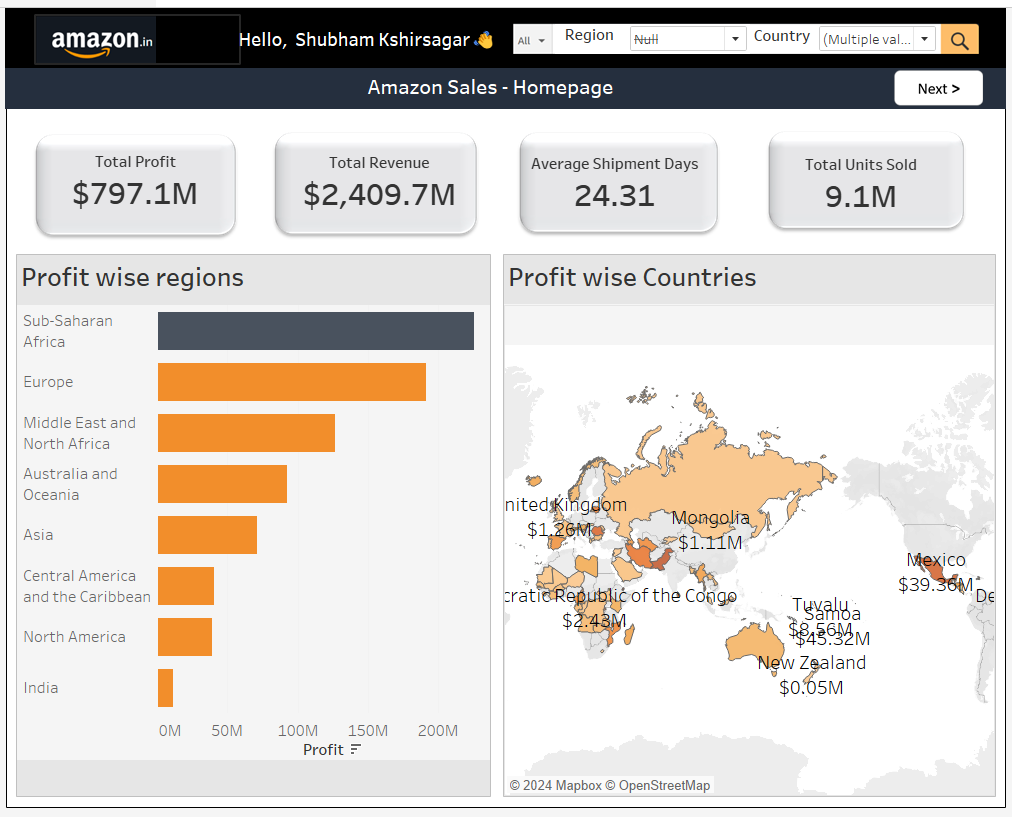 amazon.in
Hello, Shubham Kshirsagar 👋
All
Region
Null
Country
(Multiple val...
Amazon Sales - Homepage
Next >
Total Profit
$797.1M
Total Revenue
$2,409.7M
Average Shipment Days
24.31
Total Units Sold
9.1M
Profit wise regions
Sub-Saharan
Africa
Europe
Middle East and
North Africa
Australia and
Oceania
Asia
Central America
and the Caribbean
North America
India
0M 50M 100M 150M 200M
Profit
Profit wise Countries
nited Kingdom
$1.26M
Mongolia
$1.11M
Mexico
$39.36M
cratic Republic of the Congo
$2.43M
De
Tuvalu
$8.56M
Samoa
$45.32M
New Zealand
$0.05M
© 2024 Mapbox © OpenStreetMap